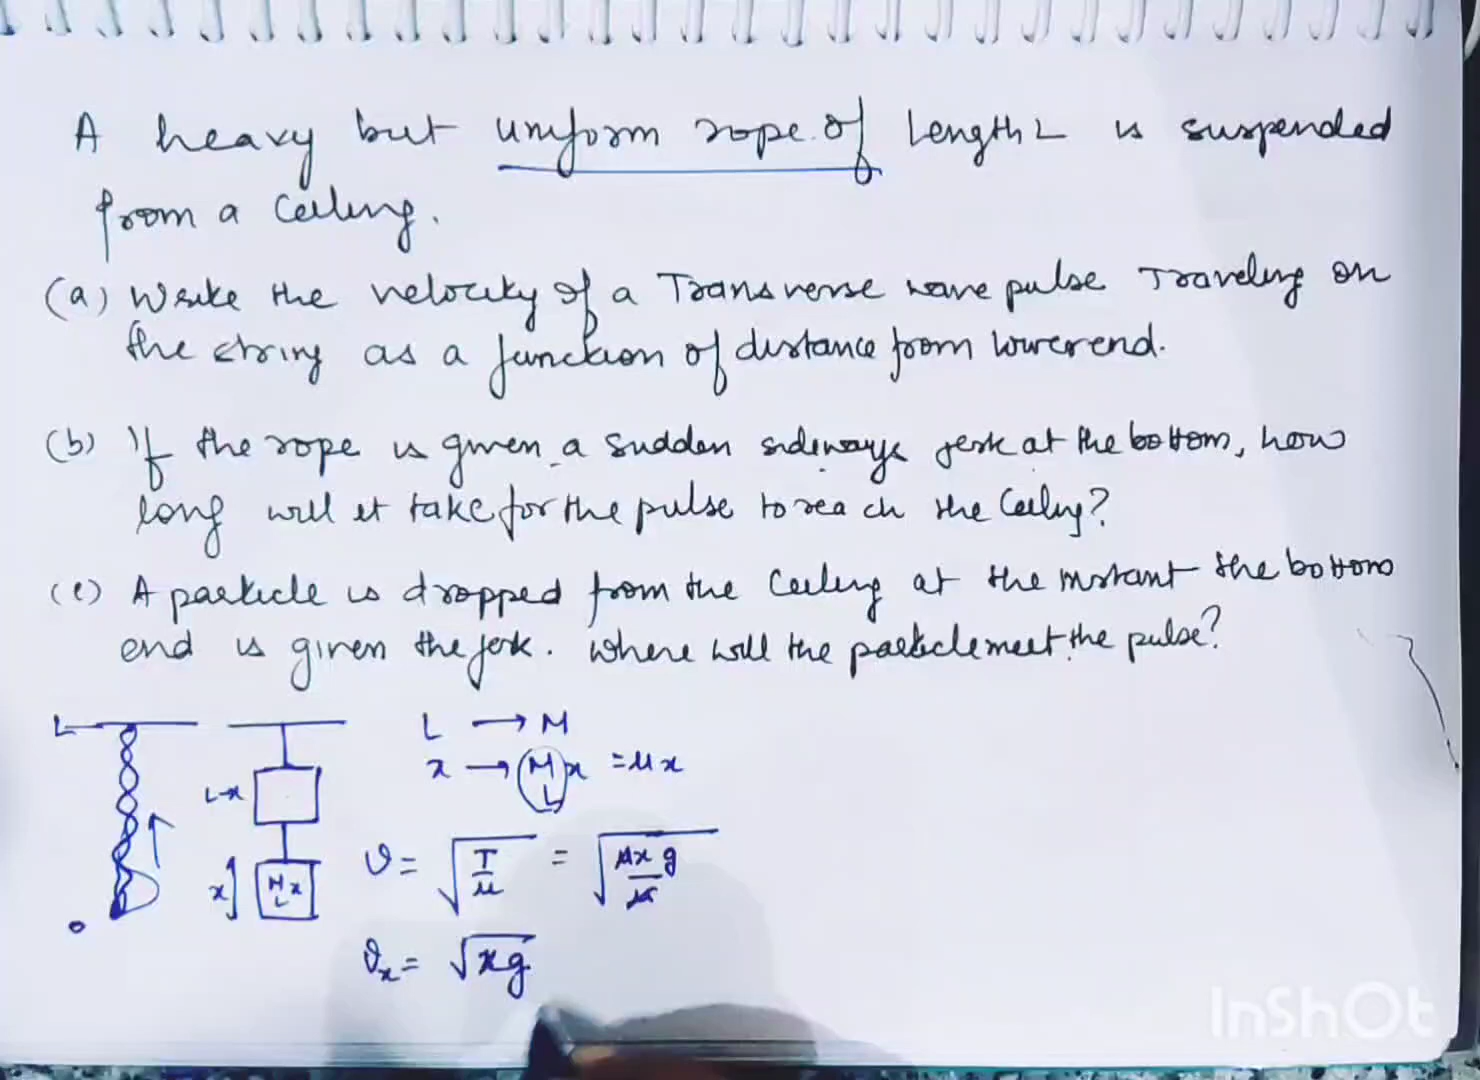 A heavy but uniform rope of Length L is suspended
from a Ceiling.
(a) Write the velocity of a Transverse wave pulse Traveling on
the string as a function of distance from lower end.
(b) If the rope is given a sudden sideways jerk at the bottom, how
long will it take for the pulse to reach the Ceiling?
(c) A particle is dropped from the Ceiling at the instant the bottom
end is given the jerk. Where will the particle meet the pulse?
L
L → M
x → (M/L)x = μx
L-x
v = √(T/μ) = √(μxg/μ)
x
M/L x
o
vₓ = √xg
InShOt